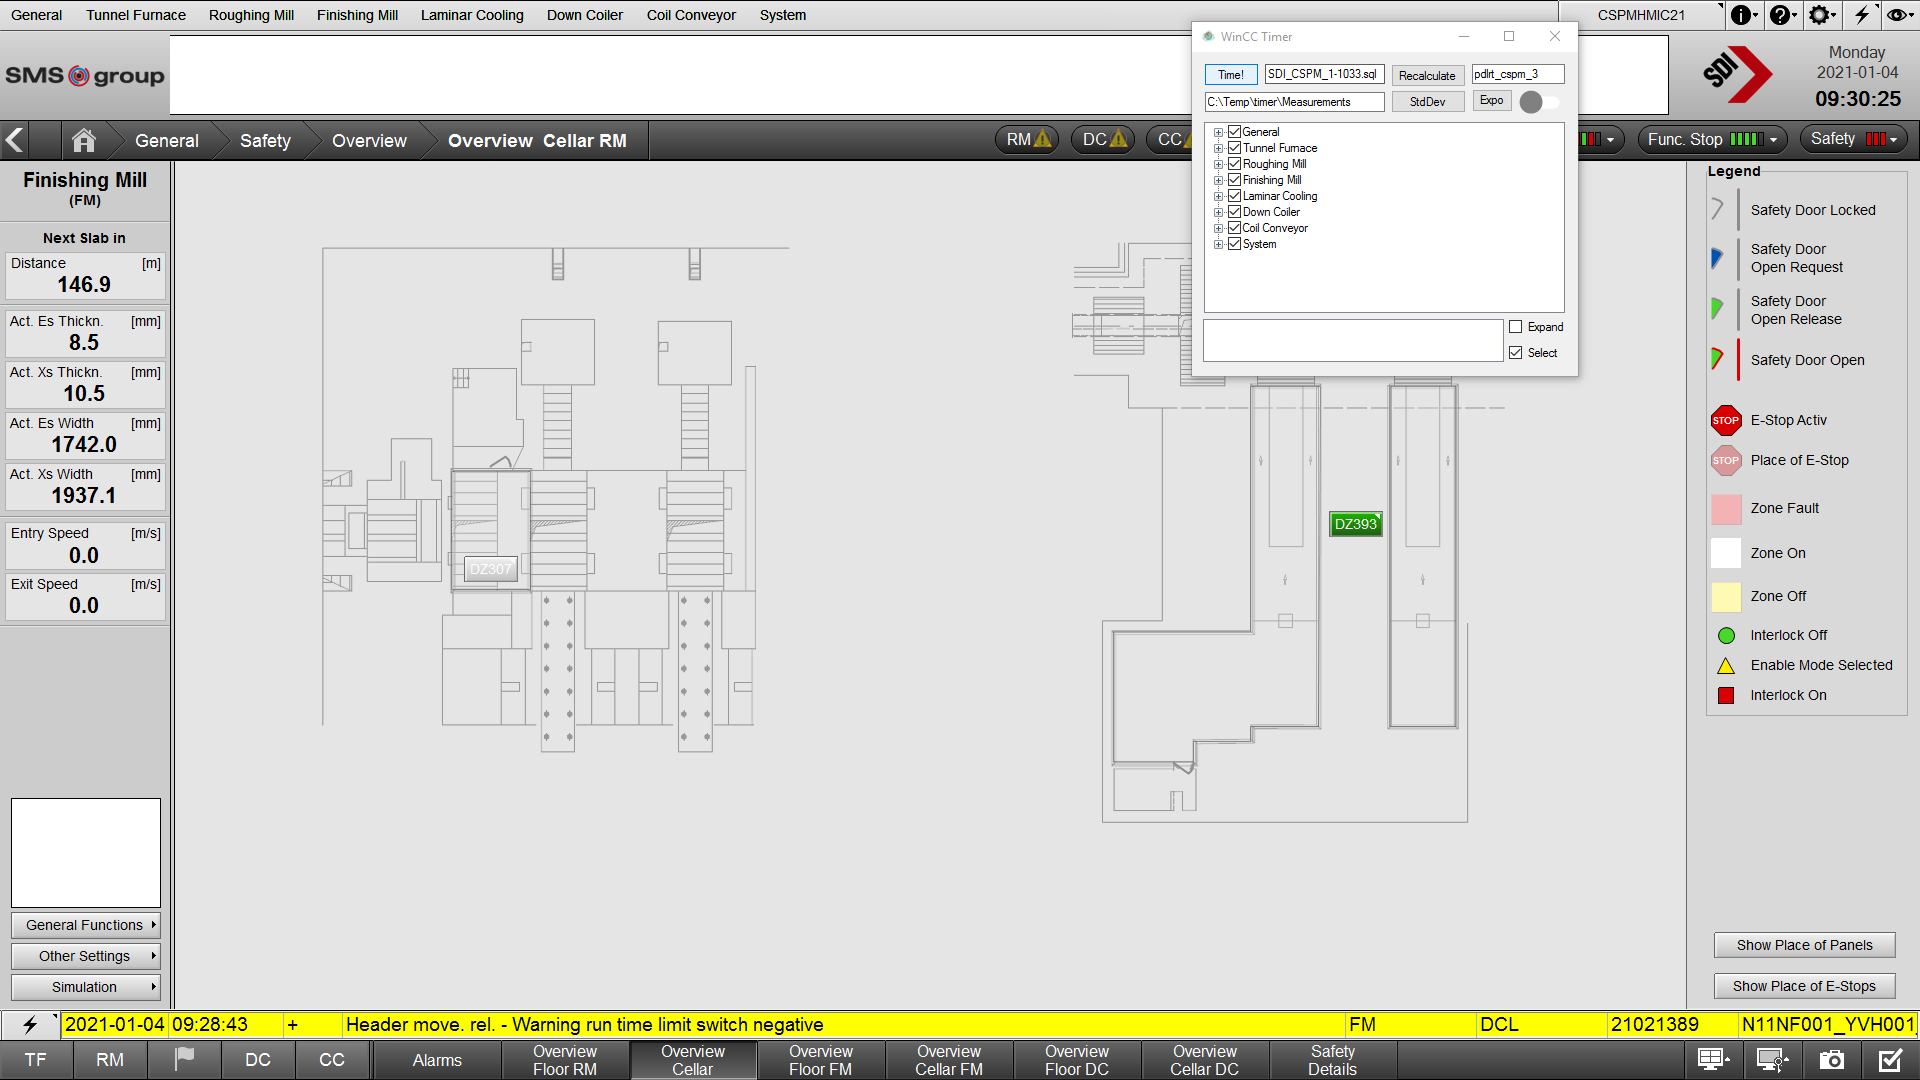 General Tunnel Furnace Roughing Mill Finishing Mill Laminar Cooling Down Coiler Coil Conveyor System CSPMHMIC21
SMS group
WinCC Timer
Time! SDI_CSPM_1-1033.sql Recalculate pdlrt_cspm_3
C:\Temp\timer\Measurements StdDev Expo
General
Tunnel Furnace
Roughing Mill
Finishing Mill
Laminar Cooling
Down Coiler
Coil Conveyor
System
Expand
Select
SDI
Monday
2021-01-04
09:30:25
General Safety Overview Overview Cellar RM RM DC CC Func. Stop Safety
Finishing Mill
(FM)
Next Slab in
Distance [m]
146.9
Act. Es Thickn. [mm]
8.5
Act. Xs Thickn. [mm]
10.5
Act. Es Width [mm]
1742.0
Act. Xs Width [mm]
1937.1
Entry Speed [m/s]
0.0
Exit Speed [m/s]
0.0
General Functions
Other Settings
Simulation
DZ307
DZ393
Legend
Safety Door Locked
Safety Door
Open Request
Safety Door
Open Release
Safety Door Open
STOP E-Stop Activ
STOP Place of E-Stop
Zone Fault
Zone On
Zone Off
Interlock Off
Enable Mode Selected
Interlock On
Show Place of Panels
Show Place of E-Stops
2021-01-04 09:28:43 + Header move. rel. - Warning run time limit switch negative FM DCL 21021389 N11NF001_YVH001
TF RM DC CC Alarms
Overview
Floor RM
Overview
Cellar
Overview
Floor FM
Overview
Cellar FM
Overview
Floor DC
Overview
Cellar DC
Safety
Details